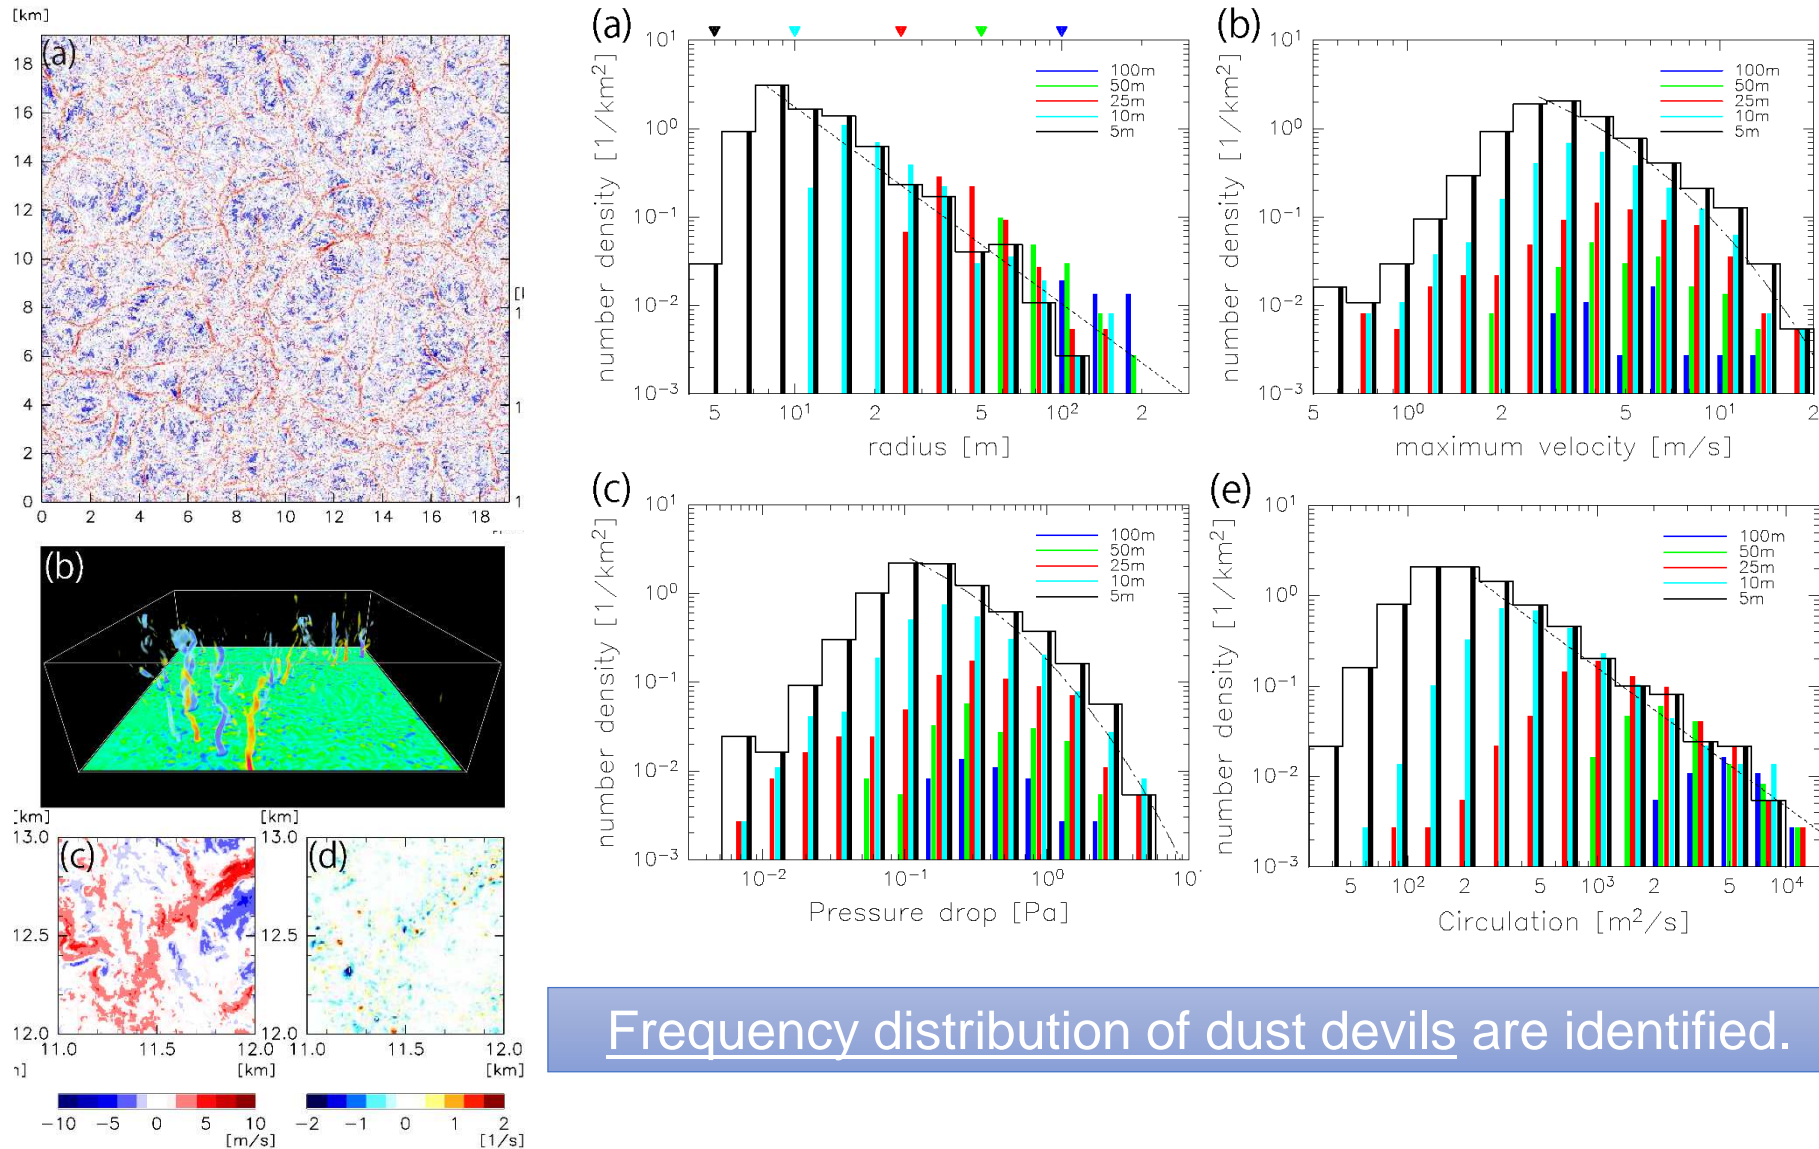 [km]
(a)
18
16
14
12
10
8
6
4
2
0
0 2 4 6 8 10 12 14 16 18
(b)
[km]
[km]
13.0
(c)
12.5
12.0
11.0 11.5 12.0
[km]
−10 −5 0 5 10
[m/s]
13.0
(d)
12.5
12.0
11.0 11.5 12.0
[km]
−2 −1 0 1 2
[1/s]
(a)
number density [1/km²]
10¹
10⁰
10⁻¹
10⁻²
10⁻³
100m
50m
25m
10m
5m
5 10¹ 2 5 10² 2
radius [m]
(b)
number density [1/km²]
10¹
10⁰
10⁻¹
10⁻²
10⁻³
100m
50m
25m
10m
5m
5 10⁰ 2 5 10¹ 2
maximum velocity [m/s]
(c)
number density [1/km²]
10¹
10⁰
10⁻¹
10⁻²
10⁻³
100m
50m
25m
10m
5m
10⁻² 10⁻¹ 10⁰ 10¹
Pressure drop [Pa]
(e)
number density [1/km²]
10¹
10⁰
10⁻¹
10⁻²
10⁻³
100m
50m
25m
10m
5m
5 10² 2 5 10³ 2 5 10⁴
Circulation [m²/s]
Frequency distribution of dust devils are identified.